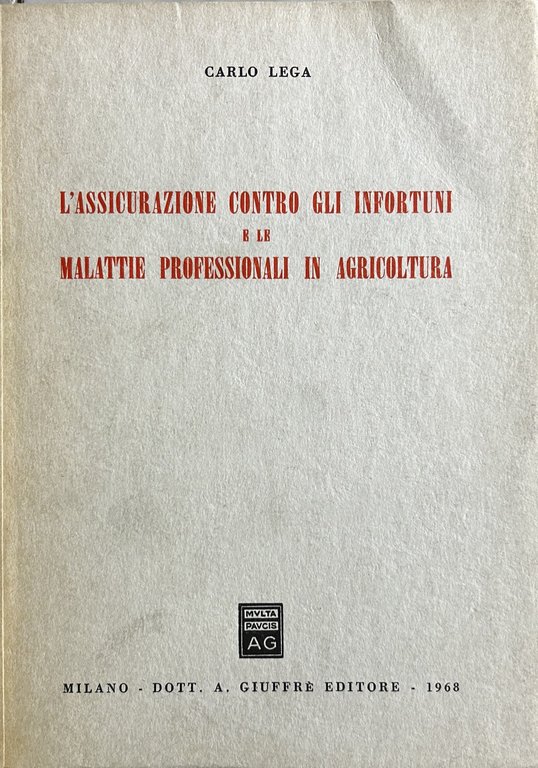 CARLO LEGA
L'ASSICURAZIONE CONTRO GLI INFORTUNI
E LE
MALATTIE PROFESSIONALI IN AGRICOLTURA
MVLTA
PAVCIS
AG
MILANO - DOTT. A. GIUFFRÈ EDITORE - 1968